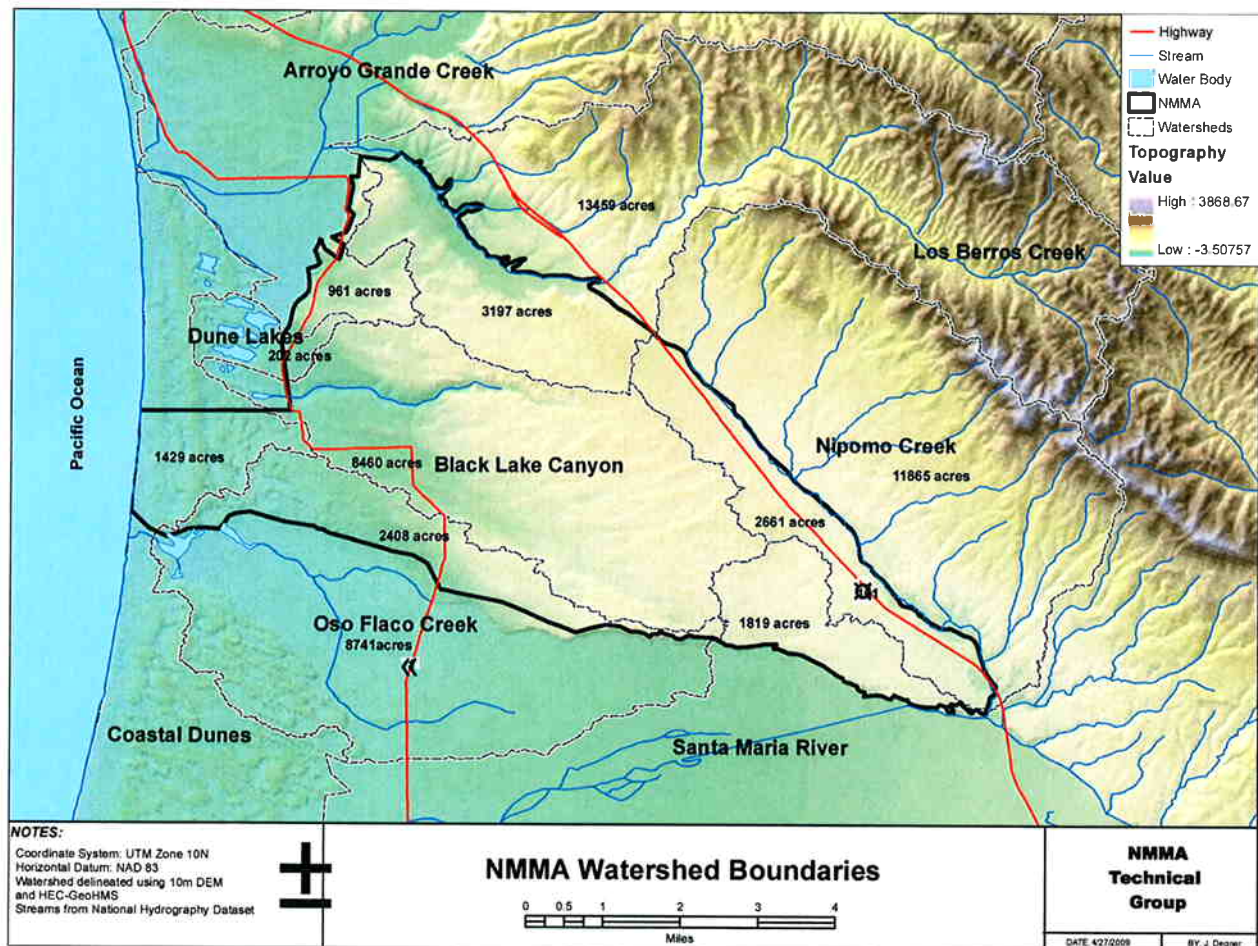 Arroyo Grande Creek
13459 acres
Los Berros Creek
961 acres
3197 acres
Dune Lakes
202 acres
Pacific Ocean
Nipomo Creek
11865 acres
1429 acres
8460 acres
Black Lake Canyon
2661 acres
2408 acres
Oso Flaco Creek
8741acres
1819 acres
Coastal Dunes
Santa Maria River
Highway
Stream
Water Body
NMMA
Watersheds
Topography
Value
High : 3868.67
Low : -3.50757
NOTES:
Coordinate System: UTM Zone 10N
Horizontal Datum: NAD 83
Watershed delineated using 10m DEM
and HEC-GeoHMS
Streams from National Hydrography Dataset
NMMA Watershed Boundaries
0 0.5 1 2 3 4
Miles
NMMA
Technical
Group
DATE 4/27/2009
BY: J. Degner